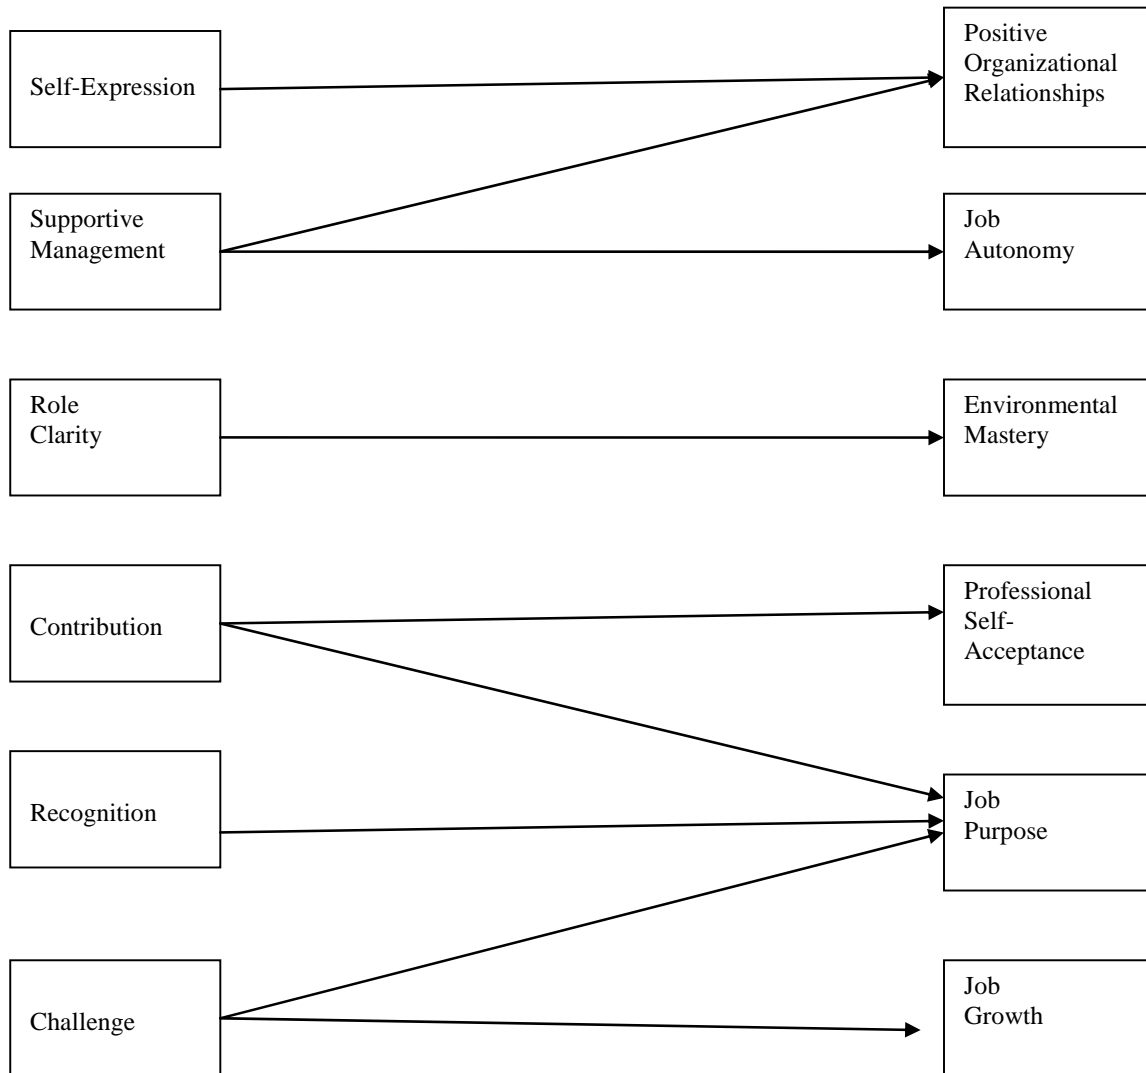 Self-Expression
Positive
Organizational
Relationships
Supportive
Management
Job
Autonomy
Role
Clarity
Environmental
Mastery
Contribution
Professional
Self-
Acceptance
Recognition
Job
Purpose
Challenge
Job
Growth